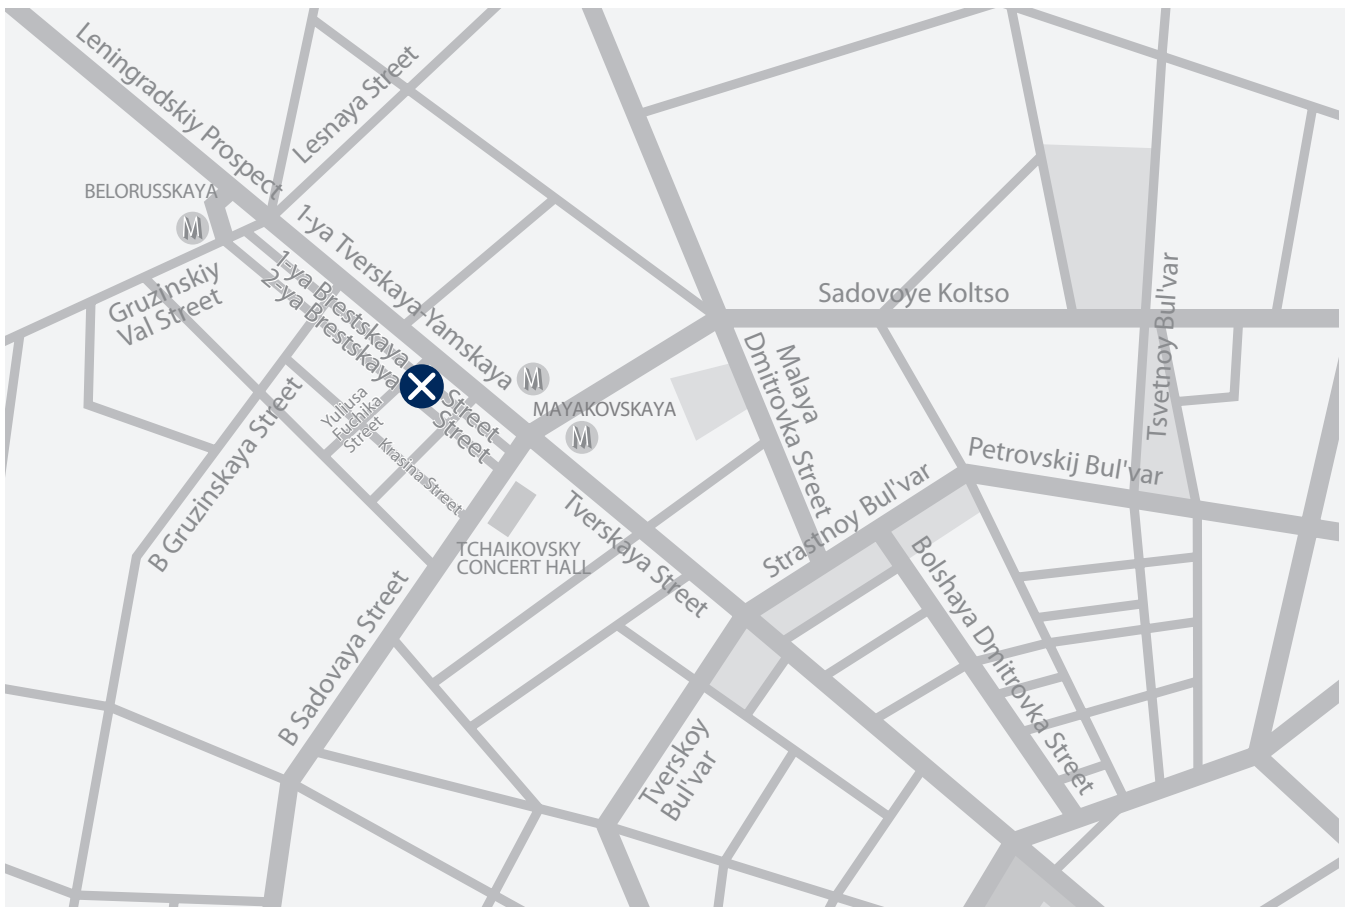 Leningradskiy Prospect
Lesnaya Street
BELORUSSKAYA
M
1-ya Tverskaya-Yamskaya
1-ya Brestskaya Street
2-ya Brestskaya Street
Gruzinskiy
Val Street
Sadovoye Koltso
Tsvetnoy Bul'var
M
MAYAKOVSKAYA
M
Malaya
Dmitrovka Street
Yuliusa
Fuchika
Street
Krasina Street
B Gruzinskaya Street
Petrovskij Bul'var
Strastnoy Bul'var
Tverskaya Street
TCHAIKOVSKY
CONCERT HALL
Bolshaya Dmitrovka Street
B Sadovaya Street
Tverskoy
Bul'var